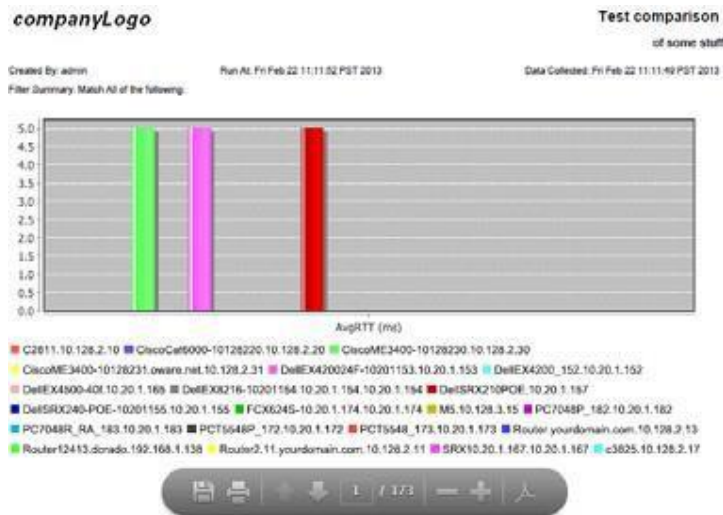 companyLogo
Test comparison
of some stuff
Created By: admin
Run At: Fri Feb 22 11:11:52 PST 2013
Data Collected: Fri Feb 22 11:11:49 PST 2013
Filter Summary: Match All of the following:
5.0
4.5
4.0
3.5
3.0
2.5
2.0
1.5
1.0
0.5
0.0
AvgRTT (ms)
C2811.10.128.2.10 CiscoCat6000-10128220.10.128.2.20 CiscoME3400-10128230.10.128.2.30
CiscoME3400-10128231.oware.net.10.128.2.31 DellEX420024F-10201153.10.20.1.153 DellEX4200_152.10.20.1.152
DellEX4500-40f.10.20.1.165 DellEX8216-10201154.10.20.1.154.10.20.1.154 DellSRX210POE.10.20.1.157
DellSRX240-POE-10201155.10.20.1.155 FCX624S-10.20.1.174.10.20.1.174 M5.10.128.3.15 PC7048P_182.10.20.1.182
PC7048R_RA_183.10.20.1.183 PCT5548P_172.10.20.1.172 PCT5548_173.10.20.1.173 Router.yourdomain.com.10.128.2.13
Router12413.dorado.192.168.1.138 Router2.11.yourdomain.com.10.128.2.11 SRX10.20.1.167.10.20.1.167 c3825.10.128.2.17
1 / 173